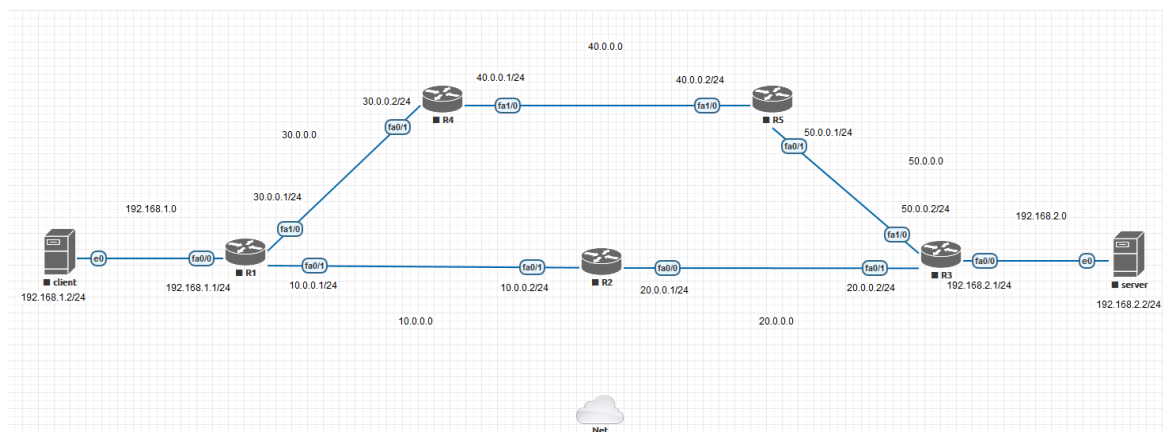 40.0.0.0
40.0.0.1/24
40.0.0.2/24
30.0.0.2/24
fa1/0
fa1/0
R4
R5
fa0/1
50.0.0.1/24
30.0.0.0
fa0/1
50.0.0.0
30.0.0.1/24
192.168.1.0
50.0.0.2/24
192.168.2.0
fa1/0
fa1/0
e0
fa0/0
R1
fa0/1
fa0/1
R2
fa0/0
fa0/1
R3
fa0/0
e0
client
192.168.1.1/24
10.0.0.1/24
10.0.0.2/24
20.0.0.1/24
20.0.0.2/24
192.168.2.1/24
server
192.168.1.2/24
192.168.2.2/24
10.0.0.0
20.0.0.0
Net